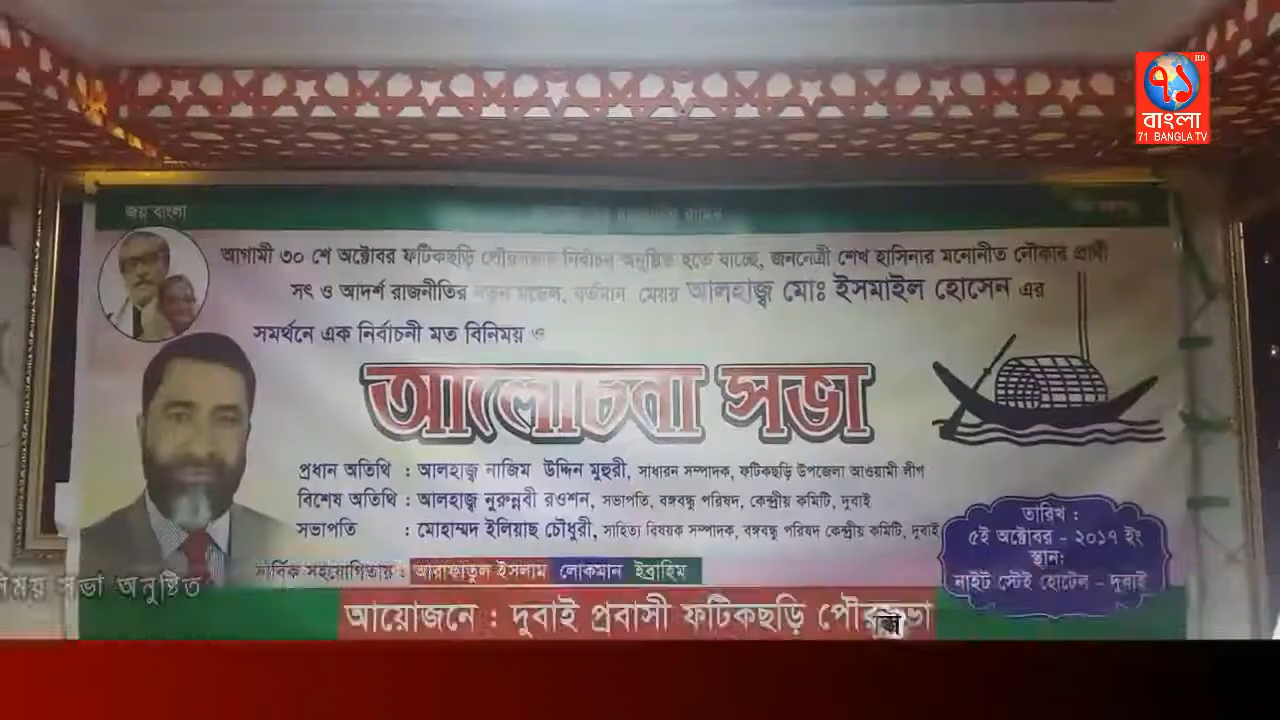 ৭১
HD
বাংলা
71 BANGLA TV
জয় বাংলা
আগামী ৩০ শে অক্টোবর ফটিকছড়ি পৌরসভার নির্বাচন অনুষ্ঠিত হতে যাচ্ছে, জননেত্রী শেখ হাসিনার মনোনীত নৌকার প্রার্থী
সৎ ও আদর্শ রাজনীতির নতুন মডেল, বর্তমান মেয়র আলহাজ্ব মোঃ ইসমাইল হোসেন এর
সমর্থনে এক নির্বাচনী মত বিনিময় ও
আলোচনা সভা
প্রধান অতিথি : আলহাজ্ব নাজিম উদ্দিন মুহুরী, সাধারন সম্পাদক, ফটিকছড়ি উপজেলা আওয়ামী লীগ
বিশেষ অতিথি : আলহাজ্ব নুরুন্নবী রওশন, সভাপতি, বঙ্গবন্ধু পরিষদ, কেন্দ্রীয় কমিটি, দুবাই
সভাপতি : মোহাম্মদ ইলিয়াছ চৌধুরী, সাহিত্য বিষয়ক সম্পাদক, বঙ্গবন্ধু পরিষদ কেন্দ্রীয় কমিটি, দুবাই
সার্বিক সহযোগিতায় : আরাফাতুল ইসলাম লোকমান ইব্রাহিম
তারিখ :
৫ই অক্টোবর - ২০১৭ ইং
স্থান:
নাইট স্টেই হোটেল - দুবাই
নিময় সভা অনুষ্টিত
আয়োজনে : দুবাই প্রবাসী ফটিকছড়ি পৌরসভা